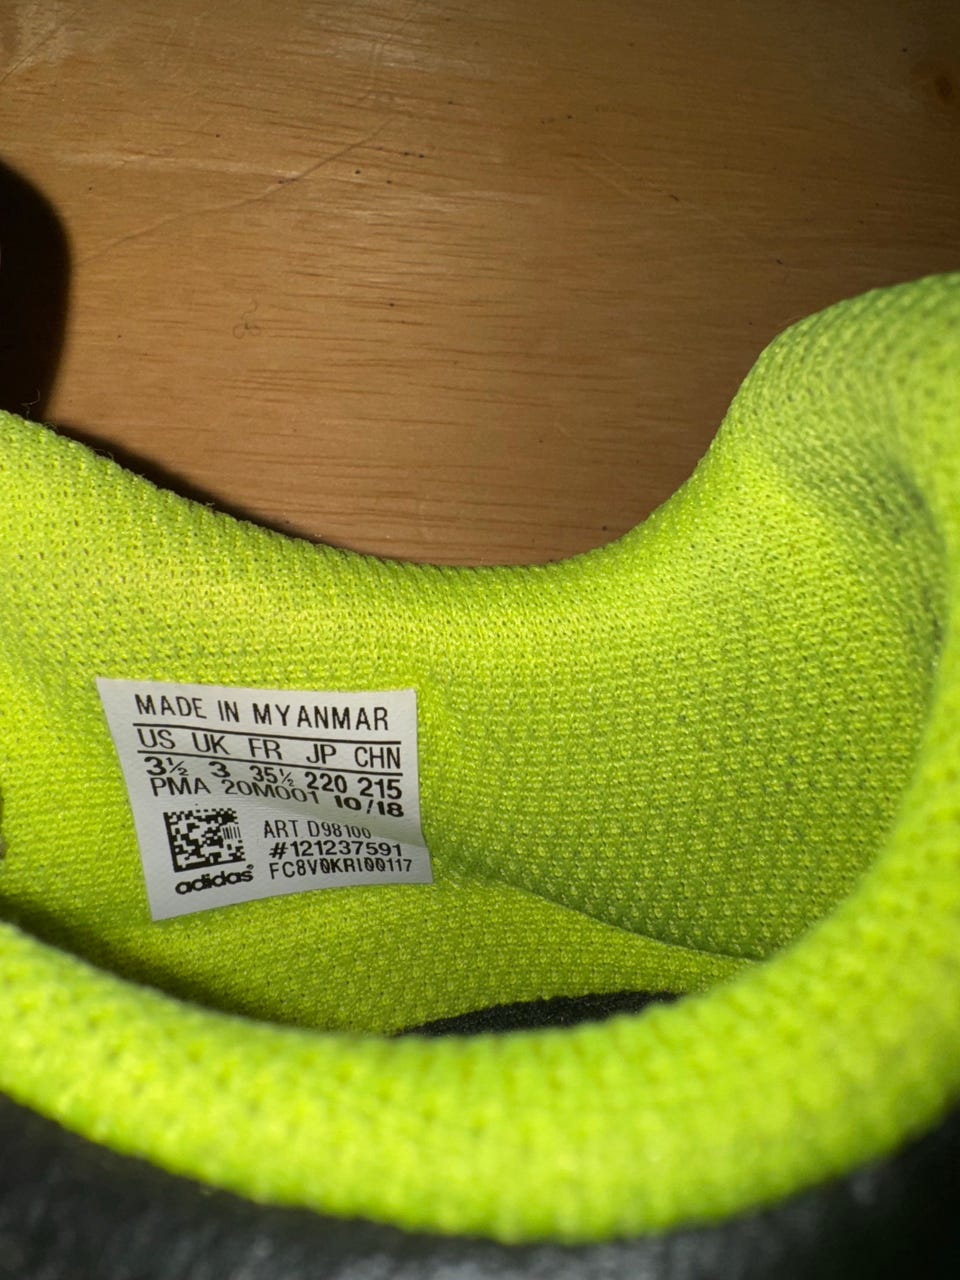 MADE IN MYANMAR
US UK FR JP CHN
3½ 3 35½ 220 215
PMA 20M001 10/18
ART D98100
#121237591
FC8V0KRI00117
adidas®